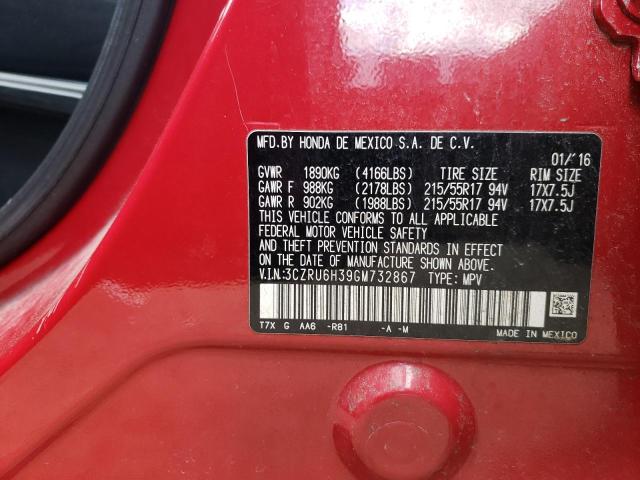 MFD.BY HONDA DE MEXICO S.A. DE C.V.
01/'16
GVWR 1890KG (4166LBS) TIRE SIZE RIM SIZE
GAWR F 988KG (2178LBS) 215/55R17 94V 17X7.5J
GAWR R 902KG (1988LBS) 215/55R17 94V 17X7.5J
THIS VEHICLE CONFORMS TO ALL APPLICABLE
FEDERAL MOTOR VEHICLE SAFETY
AND THEFT PREVENTION STANDARDS IN EFFECT
ON THE DATE OF MANUFACTURE SHOWN ABOVE.
V.I.N.:3CZRU6H39GM732867 TYPE: MPV
T7X G AA6 -R81 -A -M
MADE IN MEXICO